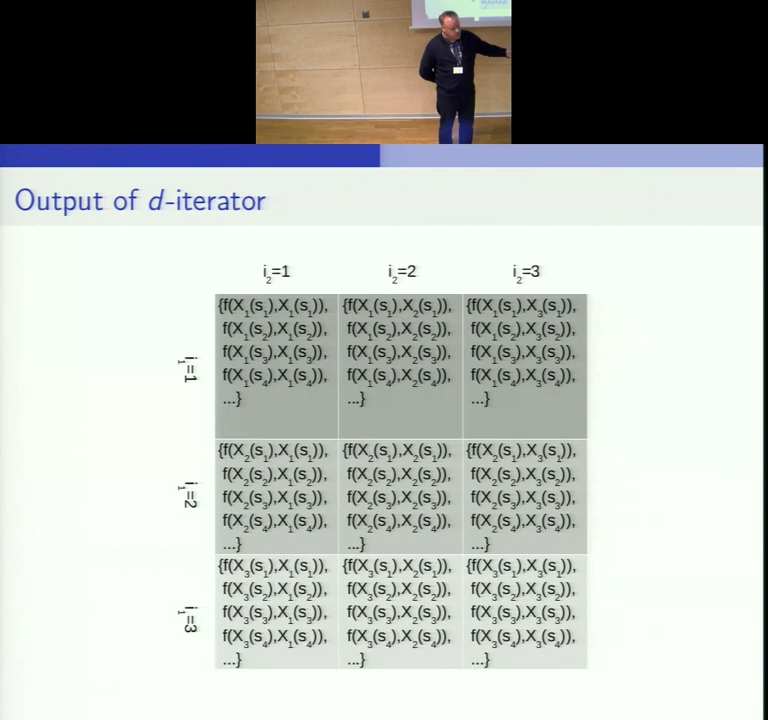 Output of d-iterator
i₂=1 i₂=2 i₂=3
i₁=1
{f(X₁(s₁),X₁(s₁)), {f(X₁(s₁),X₂(s₁)), {f(X₁(s₁),X₃(s₁)),
f(X₁(s₂),X₁(s₂)), f(X₁(s₂),X₂(s₂)), f(X₁(s₂),X₃(s₂)),
f(X₁(s₃),X₁(s₃)), f(X₁(s₃),X₂(s₃)), f(X₁(s₃),X₃(s₃)),
f(X₁(s₄),X₁(s₄)), f(X₁(s₄),X₂(s₄)), f(X₁(s₄),X₃(s₄)),
...} ...} ...}
i₁=2
{f(X₂(s₁),X₁(s₁)), {f(X₂(s₁),X₂(s₁)), {f(X₂(s₁),X₃(s₁)),
f(X₂(s₂),X₁(s₂)), f(X₂(s₂),X₂(s₂)), f(X₂(s₂),X₃(s₂)),
f(X₂(s₃),X₁(s₃)), f(X₂(s₃),X₂(s₃)), f(X₂(s₃),X₃(s₃)),
f(X₂(s₄),X₁(s₄)), f(X₂(s₄),X₂(s₄)), f(X₂(s₄),X₃(s₄)),
...} ...} ...}
i₁=3
{f(X₃(s₁),X₁(s₁)), {f(X₃(s₁),X₂(s₁)), {f(X₃(s₁),X₃(s₁)),
f(X₃(s₂),X₁(s₂)), f(X₃(s₂),X₂(s₂)), f(X₃(s₂),X₃(s₂)),
f(X₃(s₃),X₁(s₃)), f(X₃(s₃),X₂(s₃)), f(X₃(s₃),X₃(s₃)),
f(X₃(s₄),X₁(s₄)), f(X₃(s₄),X₂(s₄)), f(X₃(s₄),X₃(s₄)),
...} ...} ...}